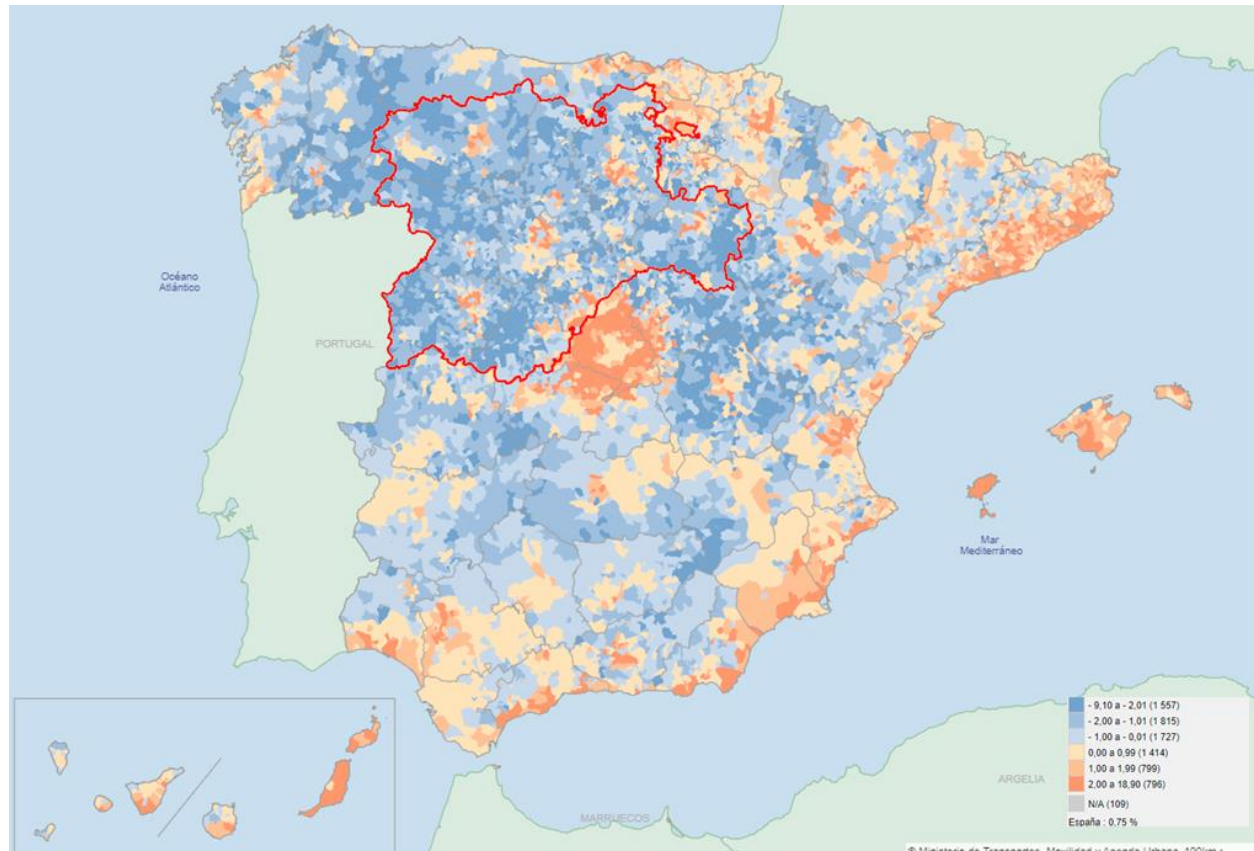 Océano
Atlántico
PORTUGAL
Mar
Mediterráneo
ARGELIA
MARRUECOS
- 9,10 a - 2,01 (1 557)
- 2,00 a - 1,01 (1 815)
- 1,00 a - 0,01 (1 727)
0,00 a 0,99 (1 414)
1,00 a 1,99 (799)
2,00 a 18,90 (796)
N/A (109)
España : 0,75 %
© Ministerio de Transportes, Movilidad y Agenda Urbana